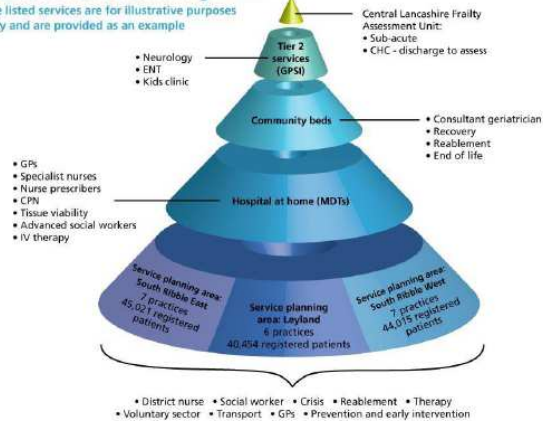 listed services are for illustrative purposes
and are provided as an example
Central Lancashire Frailty
Assessment Unit:
• Sub-acute
• CHC - discharge to assess
Tier 2
services
(GPSI)
• Neurology
• ENT
• Kids clinic
Community beds
• Consultant geriatrician
• Recovery
• Reablement
• End of life
• GPs
• Specialist nurses
• Nurse prescribers
• CPN
• Tissue viability
• Advanced social workers
• IV therapy
Hospital at home (MDTs)
Service planning area:
South Ribble East
7 practices
45,021 registered
patients
Service planning
area: Leyland
6 practices
40,454 registered patients
Service planning area:
South Ribble West
7 practices
44,015 registered
patients
• District nurse • Social worker • Crisis • Reablement • Therapy
• Voluntary sector • Transport • GPs • Prevention and early intervention